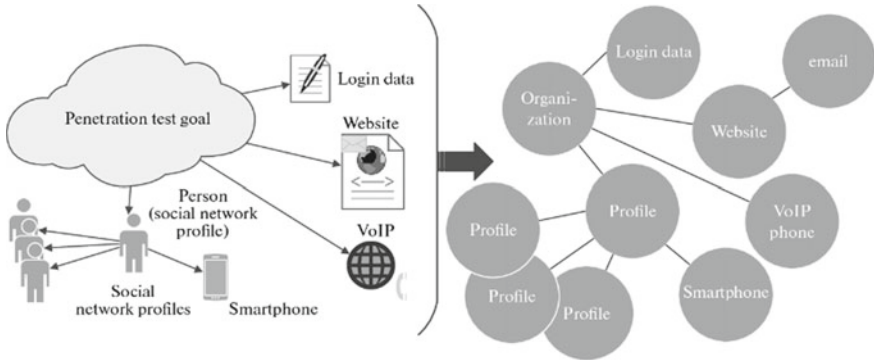 Penetration test goal
Login data
Website
Person
(social network
profile)
VoIP
Social
network profiles
Smartphone
Login data
email
Organi-
zation
Website
Profile
Profile
VoIP
phone
Profile
Profile
Smartphone